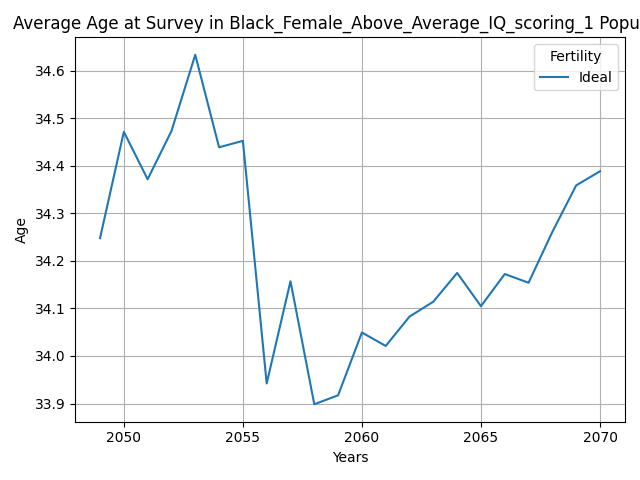 Average Age at Survey in Black_Female_Above_Average_IQ_scoring_1 Popu
Fertility
Ideal
34.6
34.5
34.4
34.3
34.2
34.1
34.0
33.9
Age
2050 2055 2060 2065 2070
Years